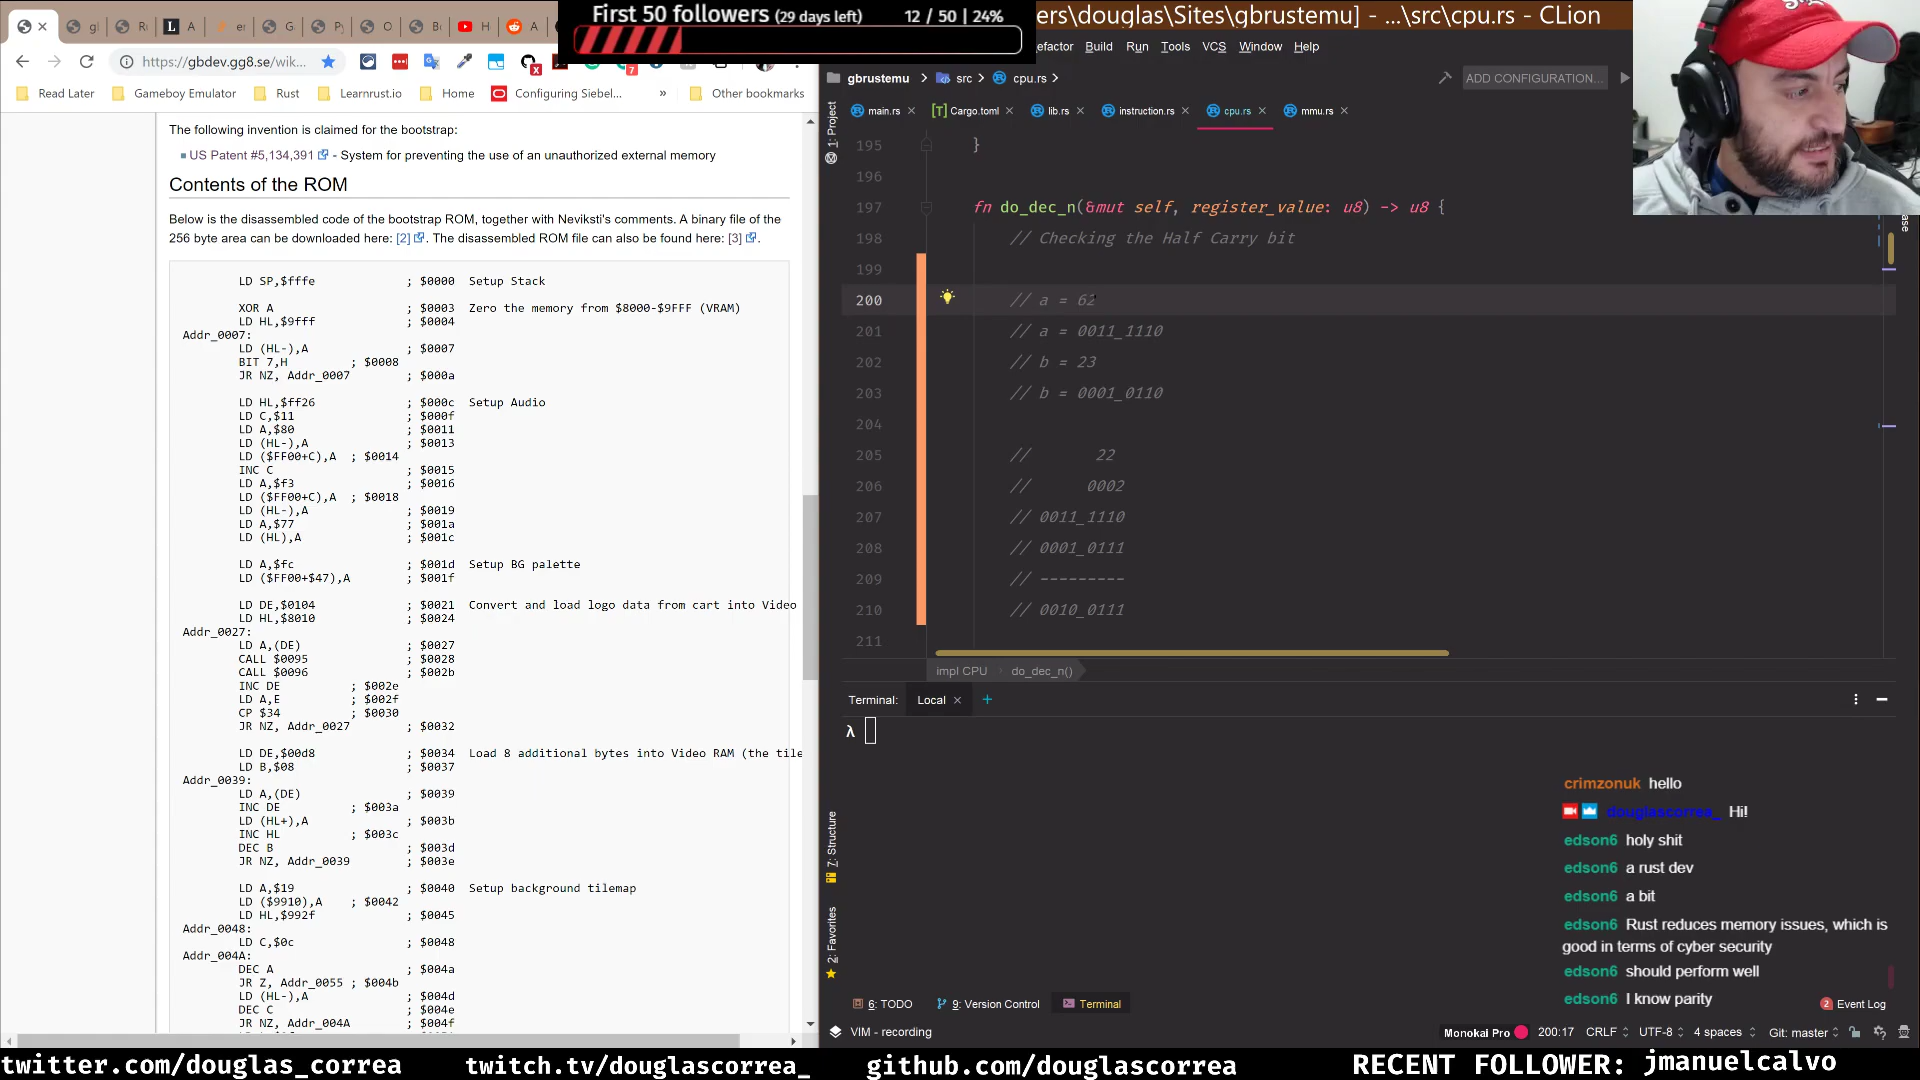 First 50 followers (29 days left) 12 / 50 | 24%
ers\douglas\Sites\gbrustemu] - ...\src\cpu.rs - CLion
https://gbdev.gg8.se/wik...
efactor Build Run Tools VCS Window Help
Read Later Gameboy Emulator Rust Learnrust.io Home Configuring Siebel... » Other bookmarks
gbrustemu src cpu.rs
ADD CONFIGURATION...
main.rs Cargo.toml lib.rs instruction.rs cpu.rs mmu.rs
1: Project
The following invention is claimed for the bootstrap:
US Patent #5,134,391 - System for preventing the use of an unauthorized external memory
Contents of the ROM
Below is the disassembled code of the bootstrap ROM, together with Neviksti's comments. A binary file of the
256 byte area can be downloaded here: [2] . The disassembled ROM file can also be found here: [3] .
LD SP,$fffe ; $0000 Setup Stack
XOR A ; $0003 Zero the memory from $8000-$9FFF (VRAM)
LD HL,$9fff ; $0004
Addr_0007:
LD (HL-),A ; $0007
BIT 7,H ; $0008
JR NZ, Addr_0007 ; $000a
LD HL,$ff26 ; $000c Setup Audio
LD C,$11 ; $000f
LD A,$80 ; $0011
LD (HL-),A ; $0013
LD ($FF00+C),A ; $0014
INC C ; $0015
LD A,$f3 ; $0016
LD ($FF00+C),A ; $0018
LD (HL-),A ; $0019
LD A,$77 ; $001a
LD (HL),A ; $001c
LD A,$fc ; $001d Setup BG palette
LD ($FF00+$47),A ; $001f
LD DE,$0104 ; $0021 Convert and load logo data from cart into Video
LD HL,$8010 ; $0024
Addr_0027:
LD A,(DE) ; $0027
CALL $0095 ; $0028
CALL $0096 ; $002b
INC DE ; $002e
LD A,E ; $002f
CP $34 ; $0030
JR NZ, Addr_0027 ; $0032
LD DE,$00d8 ; $0034 Load 8 additional bytes into Video RAM (the tile
LD B,$08 ; $0037
Addr_0039:
LD A,(DE) ; $0039
INC DE ; $003a
LD (HL+),A ; $003b
INC HL ; $003c
DEC B ; $003d
JR NZ, Addr_0039 ; $003e
LD A,$19 ; $0040 Setup background tilemap
LD ($9910),A ; $0042
LD HL,$992f ; $0045
Addr_0048:
LD C,$0c ; $0048
Addr_004A:
DEC A ; $004a
JR Z, Addr_0055 ; $004b
LD (HL-),A ; $004d
DEC C ; $004e
JR NZ, Addr_004A ; $004f
195 }
196
197 fn do_dec_n(&mut self, register_value: u8) -> u8 {
198 // Checking the Half Carry bit
199
200 // a = 62
201 // a = 0011_1110
202 // b = 23
203 // b = 0001_0110
204
205 // 22
206 // 0002
207 // 0011_1110
208 // 0001_0111
209 // ---------
210 // 0010_0111
211
impl CPU do_dec_n()
Terminal: Local +
λ
7: Structure
2: Favorites
crimzonuk hello
douglascorrea_ Hi!
edson6 holy shit
edson6 a rust dev
edson6 a bit
edson6 Rust reduces memory issues, which is
good in terms of cyber security
edson6 should perform well
edson6 I know parity
6: TODO 9: Version Control Terminal 2 Event Log
VIM - recording Monokai Pro 200:17 CRLF UTF-8 4 spaces Git: master
twitter.com/douglas_correa twitch.tv/douglascorrea_ github.com/douglascorrea RECENT FOLLOWER: jmanuelcalvo